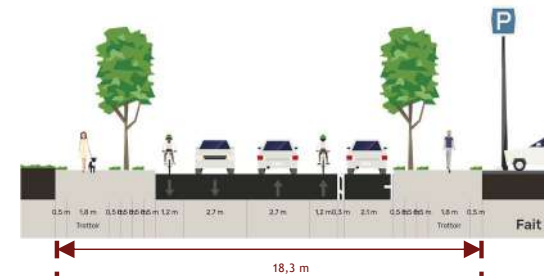 P
0.5 m 1,8 m 1,2 m 2,7 m 2,7 m 1,2 m 0,3 m 2,1 m 1,8 m 0,5 m
Trottoir Trottoir
Fait
18,3 m